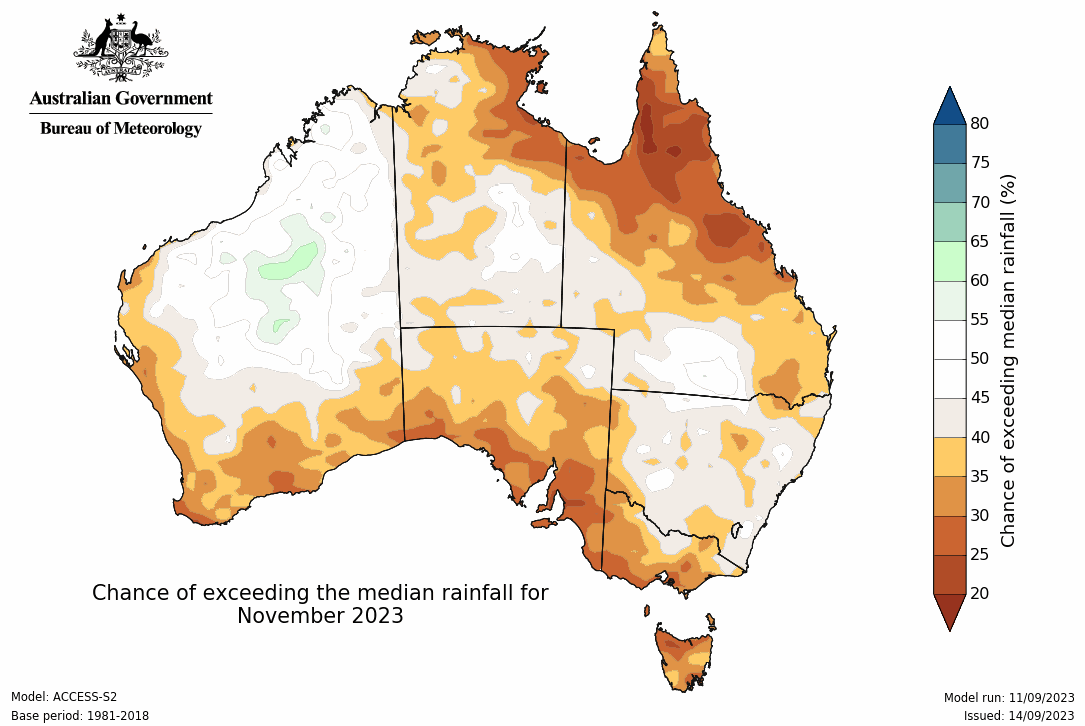 AUSTRALIA
Australian Government
Bureau of Meteorology
80
75
70
65
60
55
50
45
40
35
30
25
20
Chance of exceeding median rainfall (%)
Chance of exceeding the median rainfall for
November 2023
Model: ACCESS-S2
Base period: 1981-2018
Model run: 11/09/2023
Issued: 14/09/2023